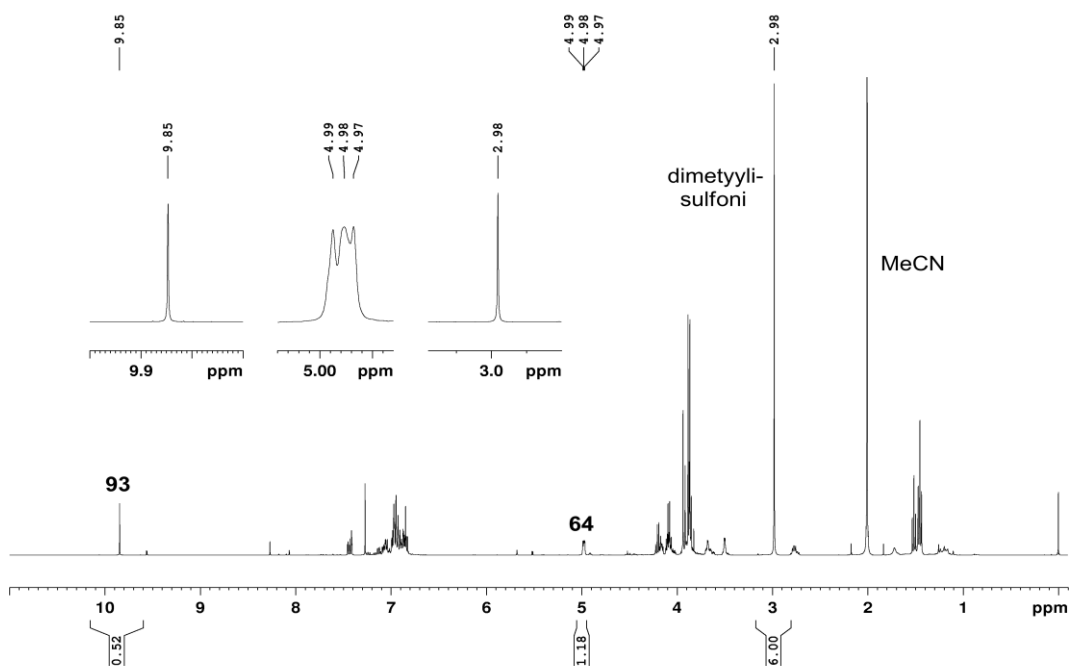 9.85
4.99
4.98
4.97
2.98
9.85
4.99
4.98
4.97
2.98
dimetyyli-
sulfoni
MeCN
9.9 ppm
5.00 ppm
3.0 ppm
93
64
10 9 8 7 6 5 4 3 2 1 ppm
0.52
1.18
6.00